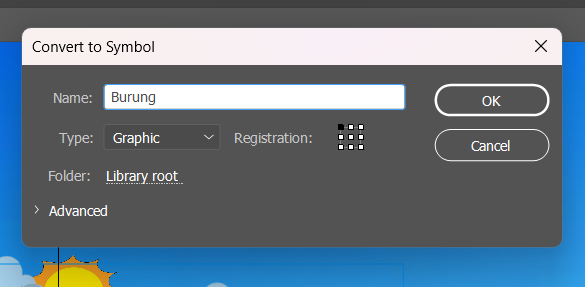 Convert to Symbol
Name: Burung
OK
Type: Graphic Registration:
Cancel
Folder: Library root
Advanced